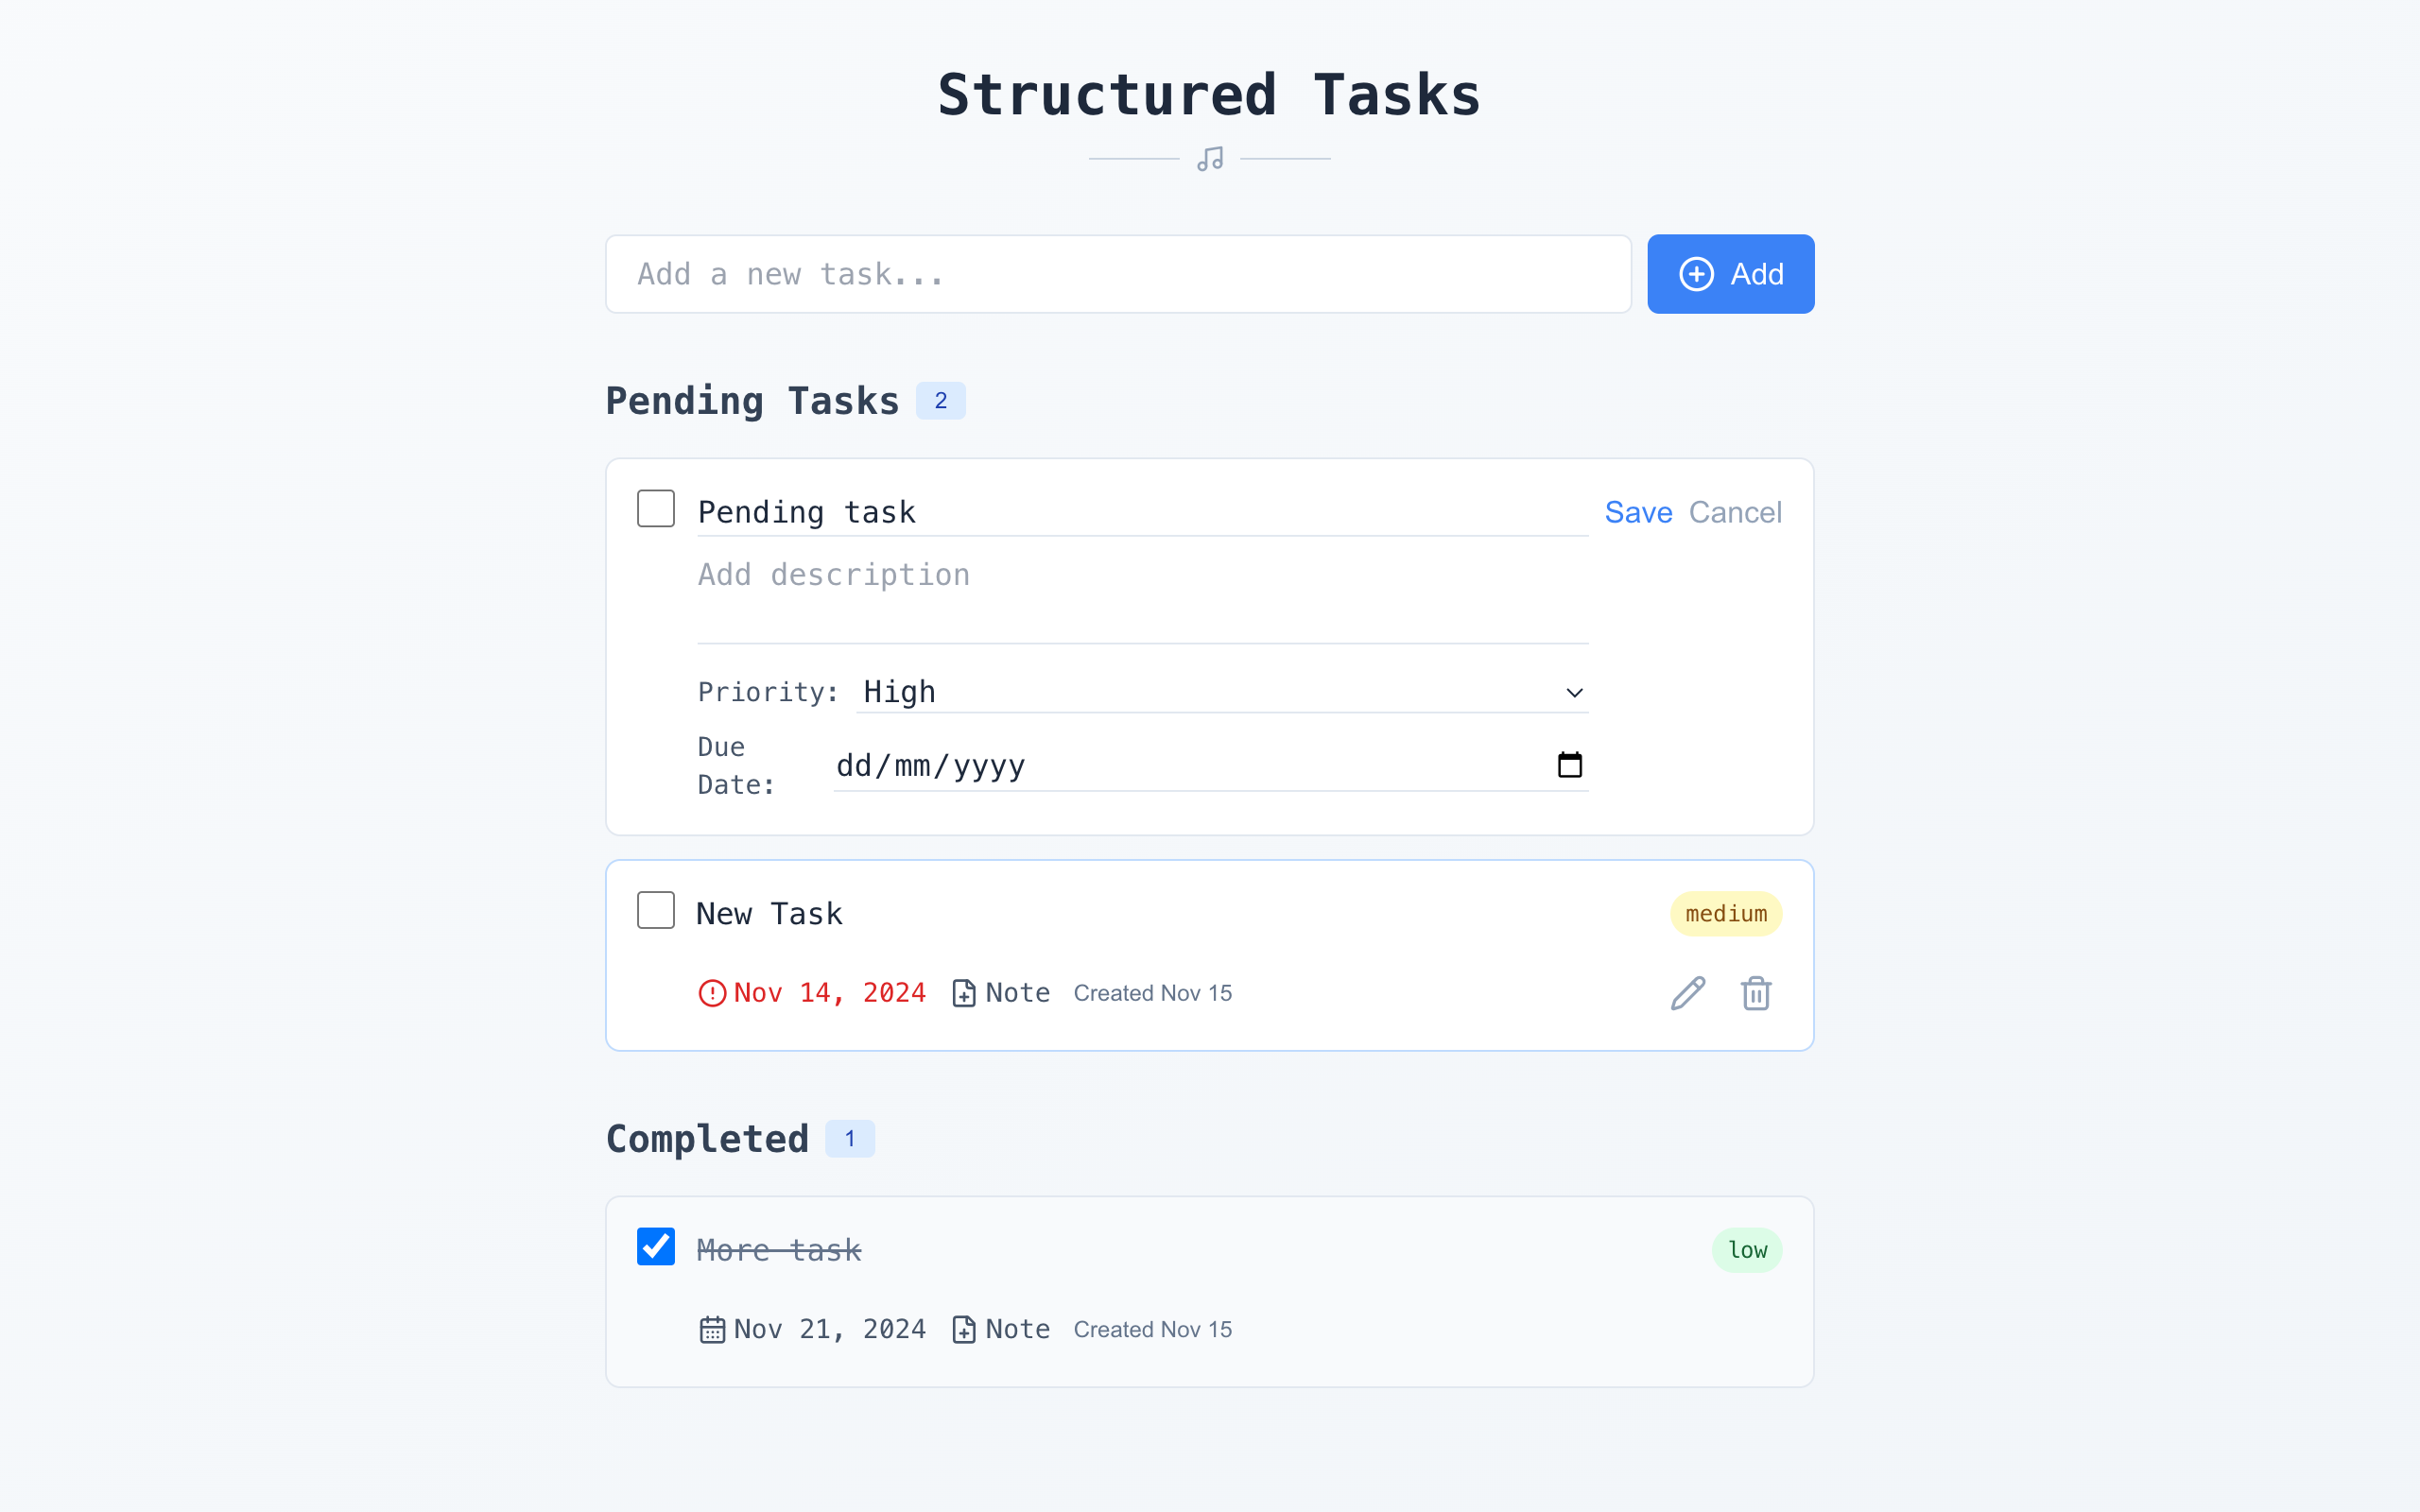 Structured Tasks
Add a new task...
Add
Pending Tasks 2
Pending task
Save Cancel
Add description
Priority: High
Due Date: dd/mm/yyyy
New Task
medium
Nov 14, 2024 Note Created Nov 15
Completed 1
More task
low
Nov 21, 2024 Note Created Nov 15